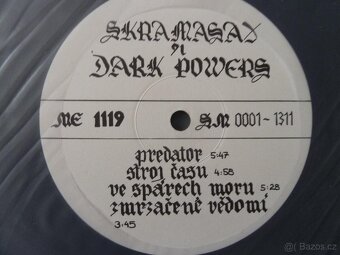 SKRAMASAX
DARK POWERS
ME 1119
SM 0001-1311
predator 5:47
stroj času 4:58
ve spárech moru 5:28
zmrzačené vědomí
3:45
Bazos.cz